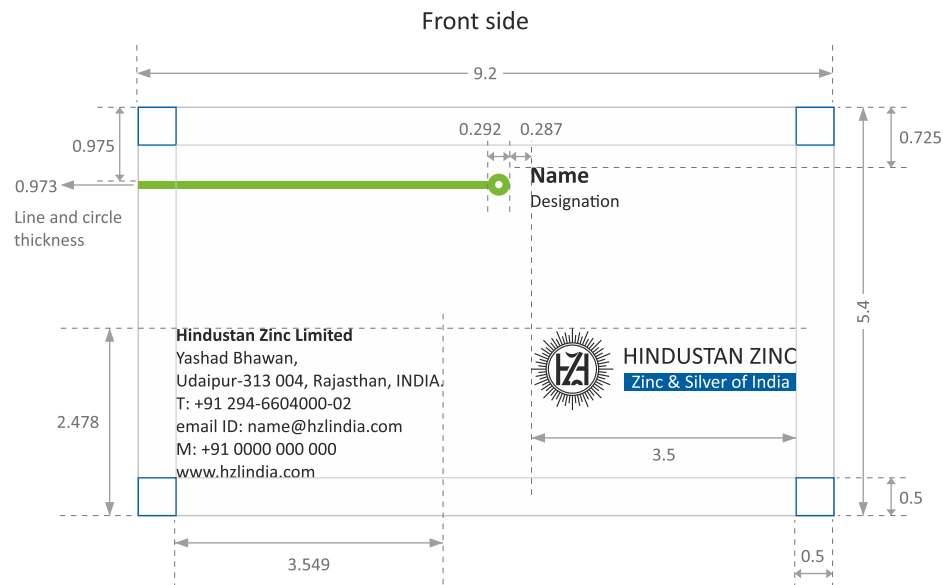 Front side
9.2
0.292
0.287
0.725
0.975
0.973
Line and circle
thickness
Name
Designation
5.4
Hindustan Zinc Limited
Yashad Bhawan,
Udaipur-313 004, Rajasthan, INDIA.
T: +91 294-6604000-02
email ID: name@hzlindia.com
M: +91 0000 000 000
www.hzlindia.com
HZL
HINDUSTAN ZINC
Zinc & Silver of India
2.478
3.5
0.5
3.549
0.5